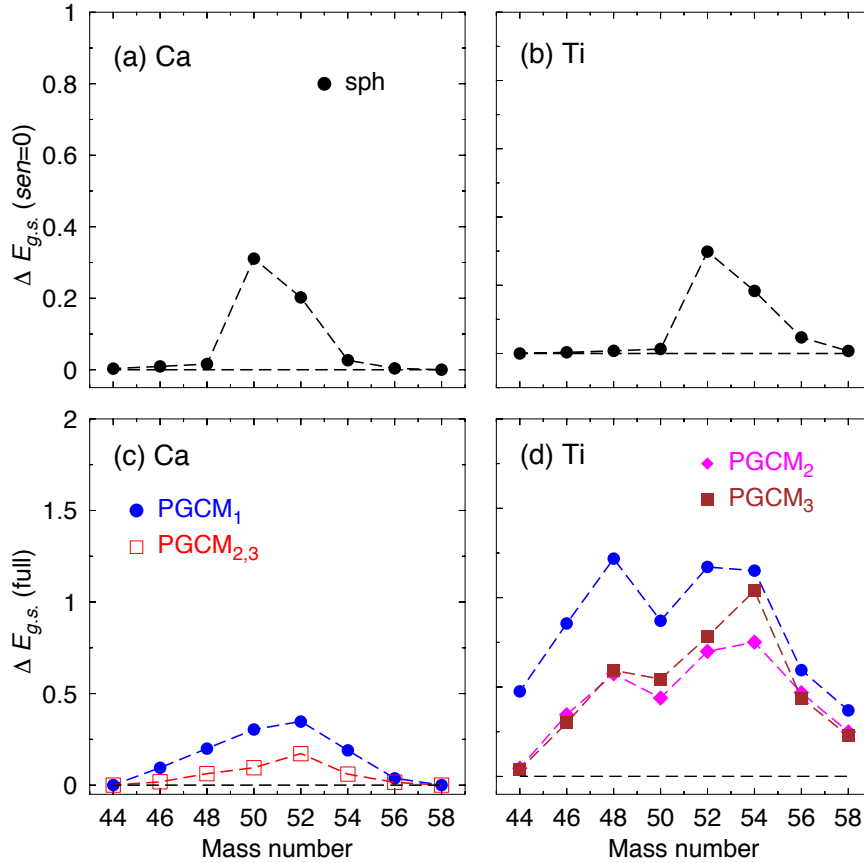 1
0.8
0.6
0.4
0.2
0
Δ E_g.s. (sen=0)
(a) Ca
sph
(b) Ti
2
1.5
1
0.5
0
Δ E_g.s. (full)
(c) Ca
PGCM_1
PGCM_2,3
44 46 48 50 52 54 56 58
Mass number
(d) Ti
PGCM_2
PGCM_3
44 46 48 50 52 54 56 58
Mass number